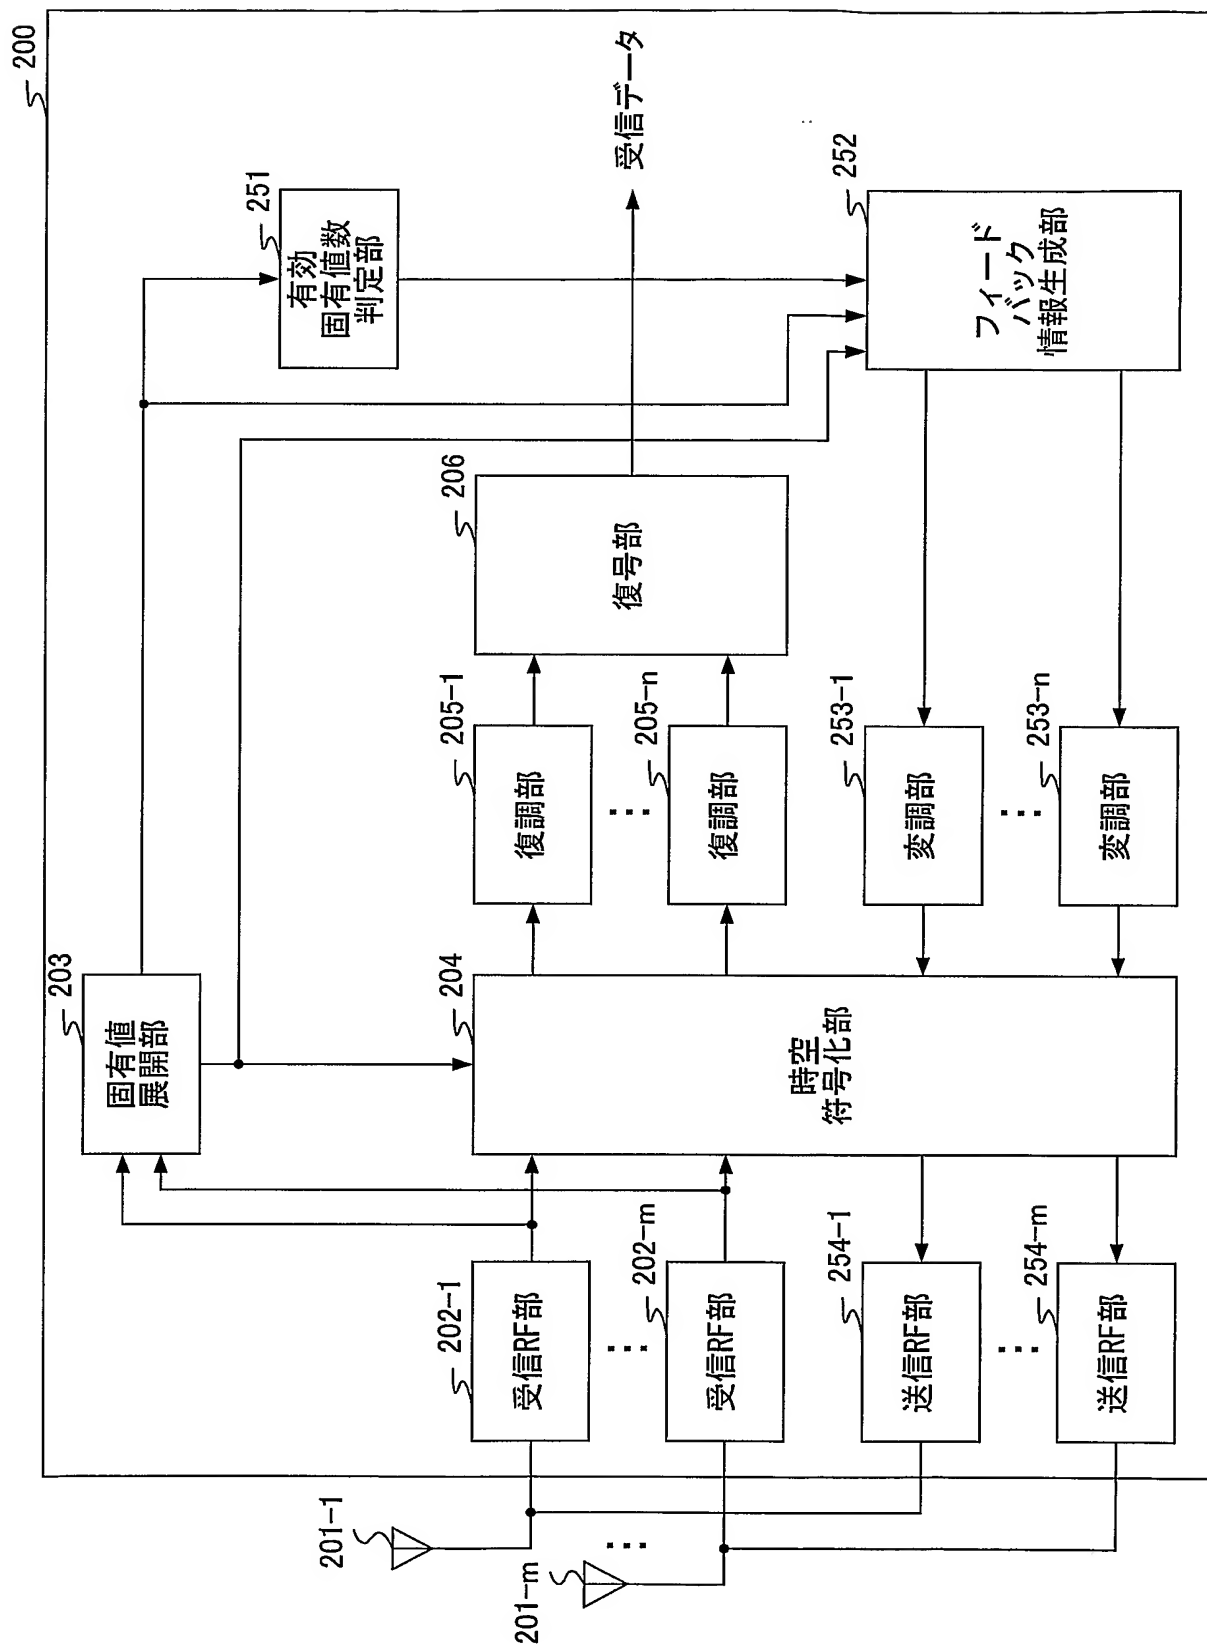 200
203
固有値
展開部
251
有効
固有値数
判定部
201-1
201-m
202-1
受信RF部
202-m
受信RF部
204
時空
符号化部
205-1
復調部
205-n
復調部
206
復号部
受信データ
254-1
送信RF部
254-m
送信RF部
253-1
変調部
253-n
変調部
252
フィード
バック
情報生成部